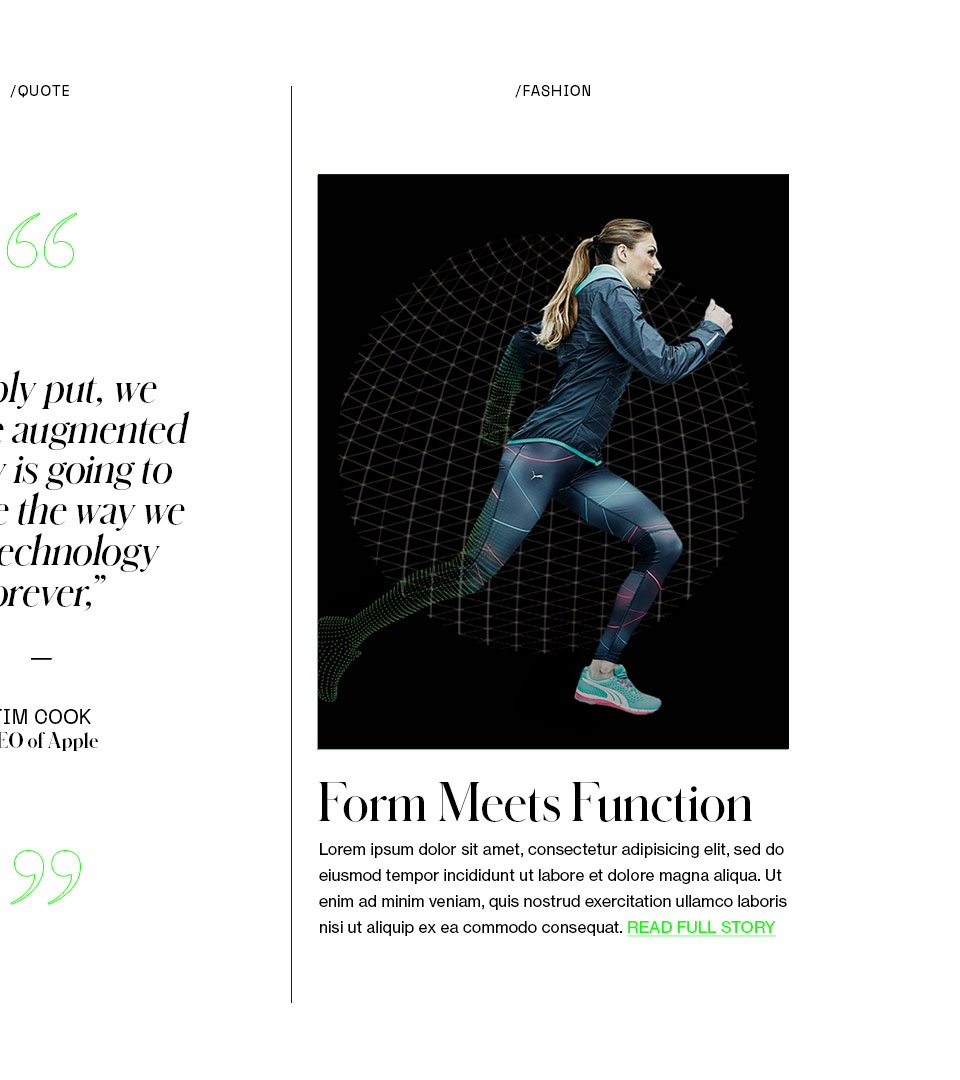 /QUOTE
“
ply put, we
e augmented
y is going to
e the way we
echnology
orever,”
—
TIM COOK
EO of Apple
”
/FASHION
Form Meets Function
Lorem ipsum dolor sit amet, consectetur adipisicing elit, sed do
eiusmod tempor incididunt ut labore et dolore magna aliqua. Ut
enim ad minim veniam, quis nostrud exercitation ullamco laboris
nisi ut aliquip ex ea commodo consequat. READ FULL STORY